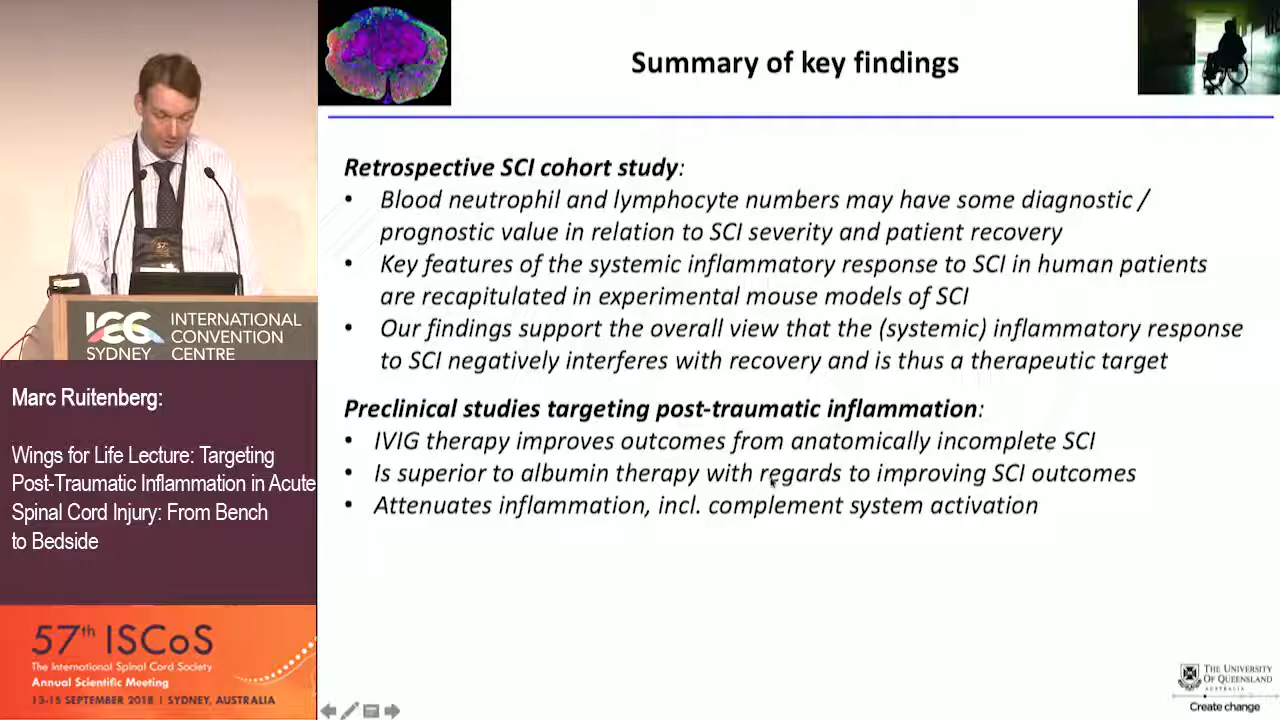 Summary of key findings
Retrospective SCI cohort study:
• Blood neutrophil and lymphocyte numbers may have some diagnostic /
prognostic value in relation to SCI severity and patient recovery
• Key features of the systemic inflammatory response to SCI in human patients
are recapitulated in experimental mouse models of SCI
• Our findings support the overall view that the (systemic) inflammatory response
to SCI negatively interferes with recovery and is thus a therapeutic target
Preclinical studies targeting post-traumatic inflammation:
• IVIG therapy improves outcomes from anatomically incomplete SCI
• Is superior to albumin therapy with regards to improving SCI outcomes
• Attenuates inflammation, incl. complement system activation
ICC SYDNEY
INTERNATIONAL
CONVENTION
CENTRE
Marc Ruitenberg:
Wings for Life Lecture: Targeting
Post-Traumatic Inflammation in Acute
Spinal Cord Injury: From Bench
to Bedside
57th ISCoS
The International Spinal Cord Society
Annual Scientific Meeting
13-15 SEPTEMBER 2018 | SYDNEY, AUSTRALIA
THE UNIVERSITY
OF QUEENSLAND
AUSTRALIA
Create change